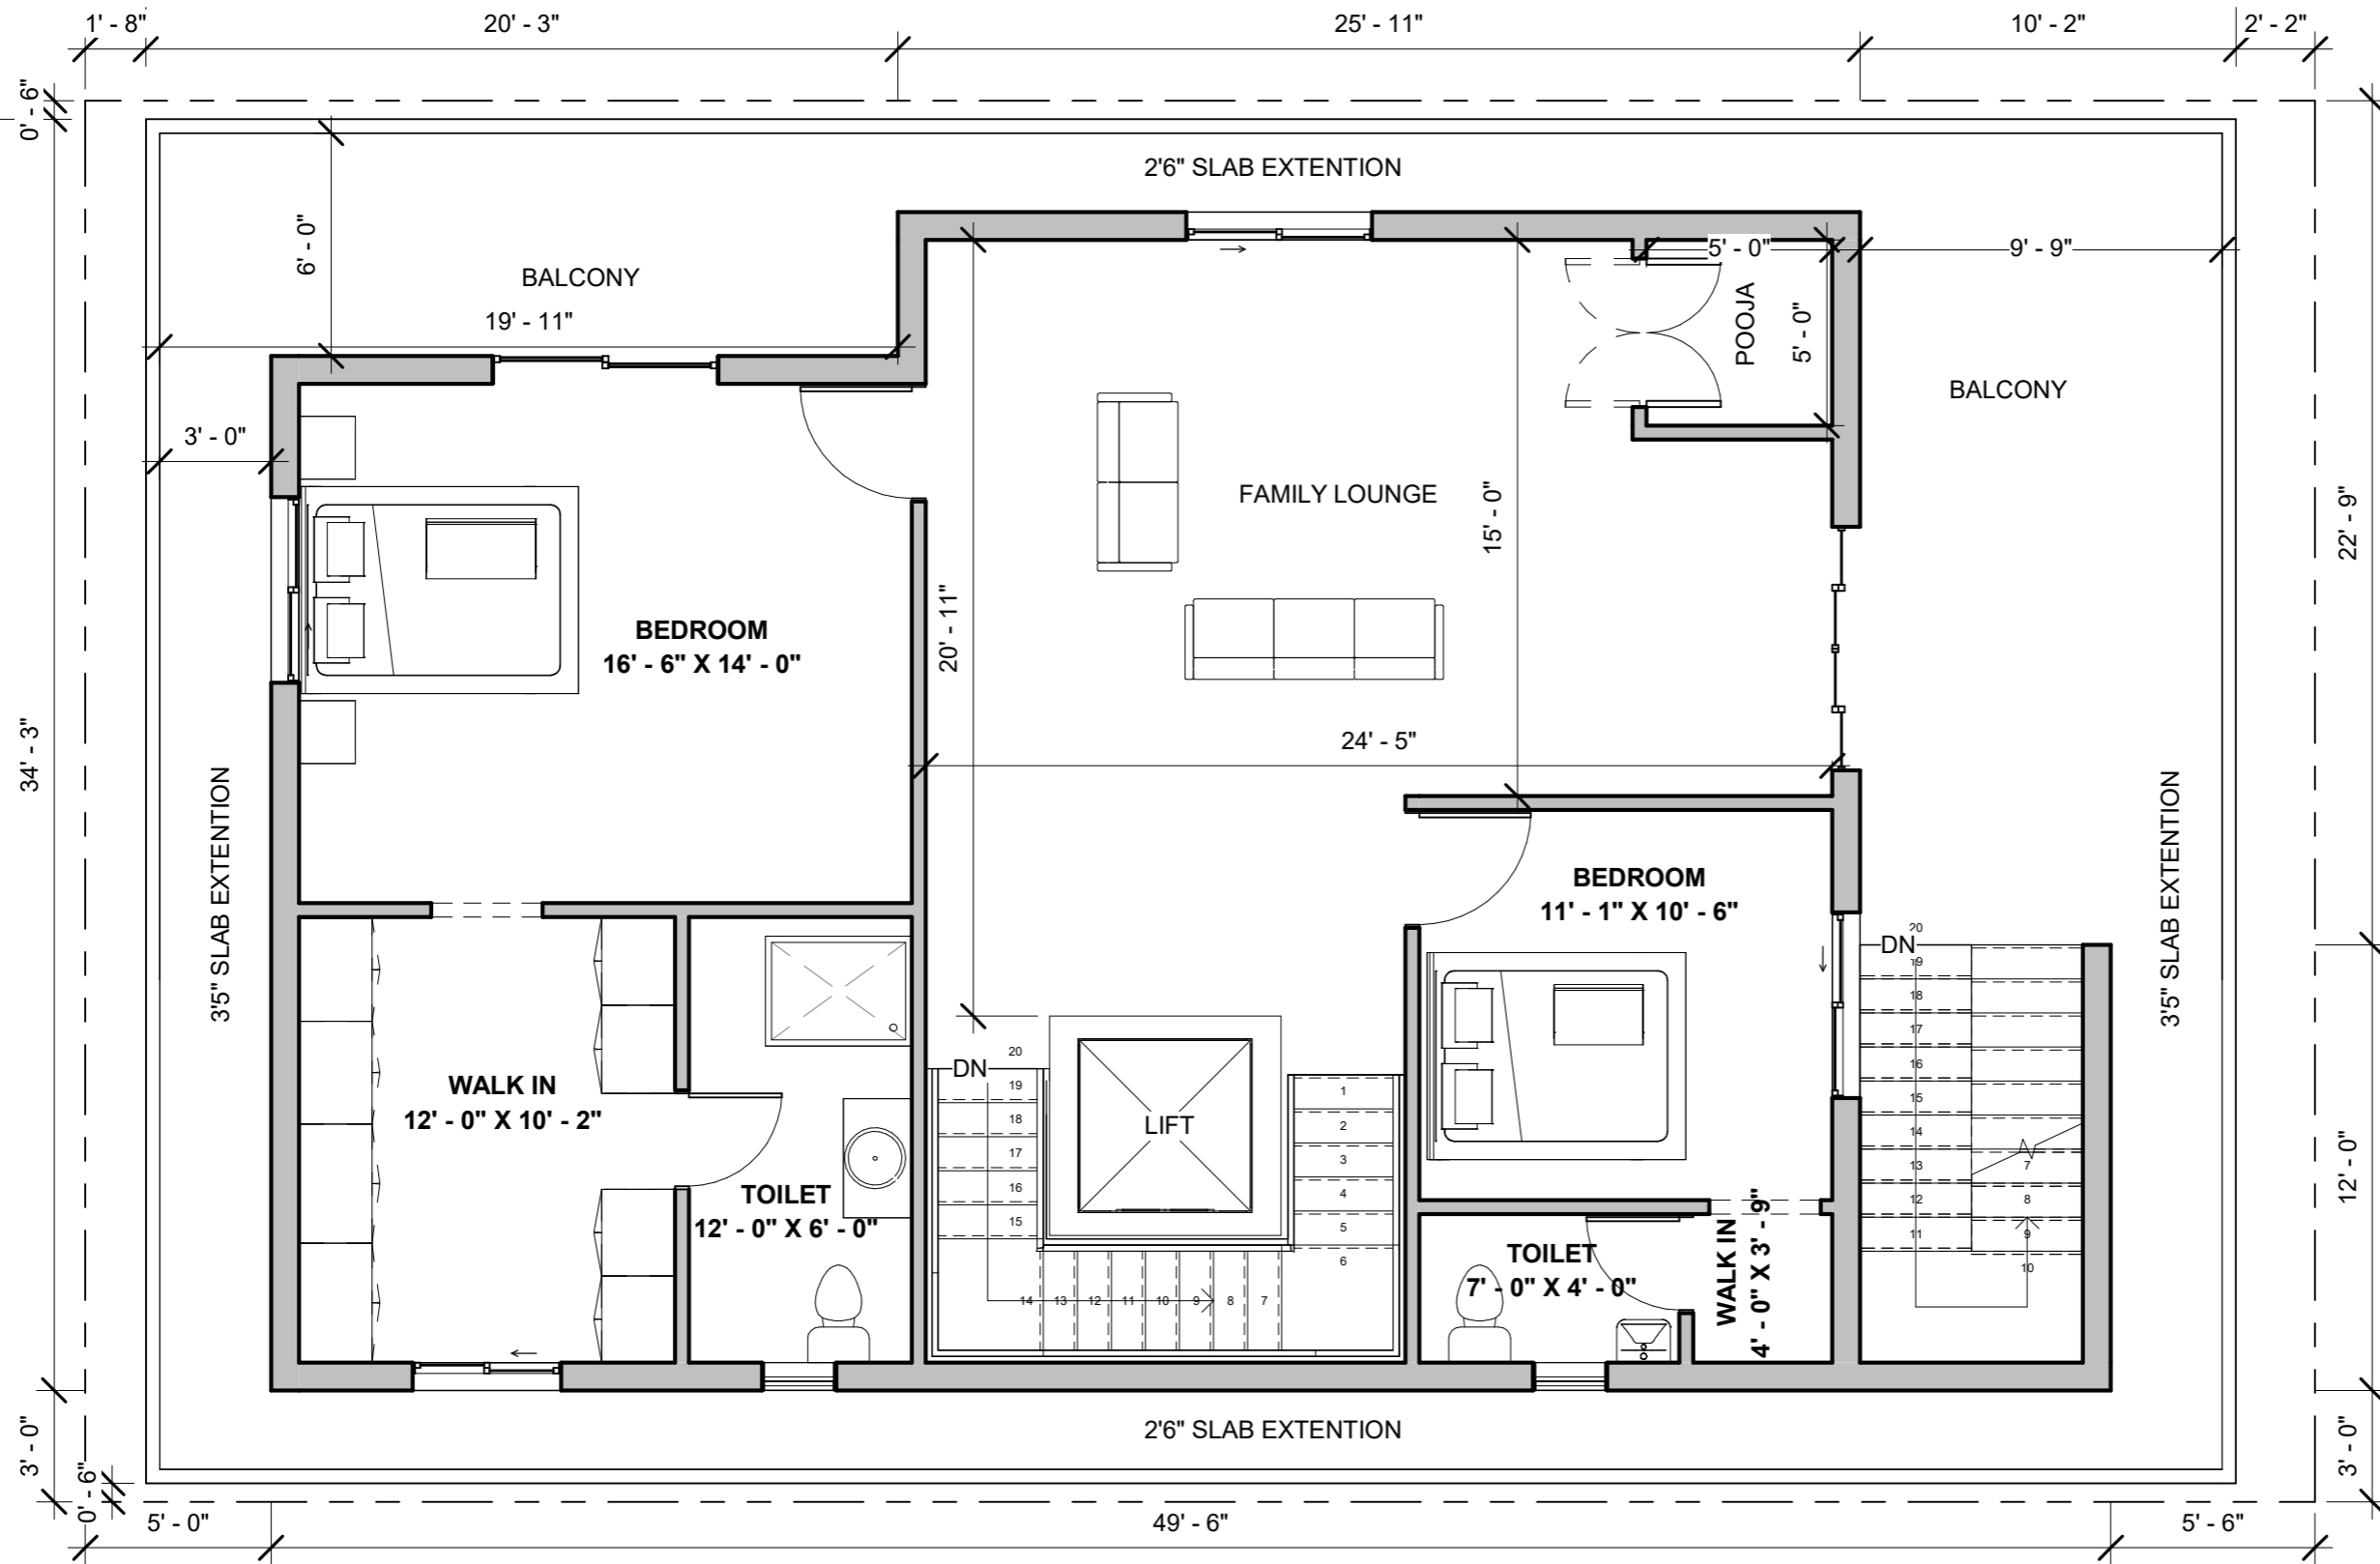 1' - 8"
20' - 3"
25' - 11"
10' - 2"
2' - 2"
0' - 6"
2'6" SLAB EXTENTION
6' - 0"
BALCONY
19' - 11"
5' - 0"
9' - 9"
POOJA
5' - 0"
BALCONY
3' - 0"
FAMILY LOUNGE
15' - 0"
22' - 9"
BEDROOM
16' - 6" X 14' - 0"
20' - 11"
24' - 5"
34' - 3"
3'5" SLAB EXTENTION
3'5" SLAB EXTENTION
BEDROOM
11' - 1" X 10' - 6"
DN
20
19
18
17
16
15
14
13
12
11
7
8
9
10
WALK IN
12' - 0" X 10' - 2"
TOILET
12' - 0" X 6' - 0"
DN
20
19
18
17
16
15
14
13
12
11
10
9
8
7
LIFT
1
2
3
4
5
6
TOILET
7' - 0" X 4' - 0"
WALK IN
4' - 0" X 3' - 9"
12' - 0"
2'6" SLAB EXTENTION
3' - 0"
0' - 6"
3' - 0"
5' - 0"
49' - 6"
5' - 6"